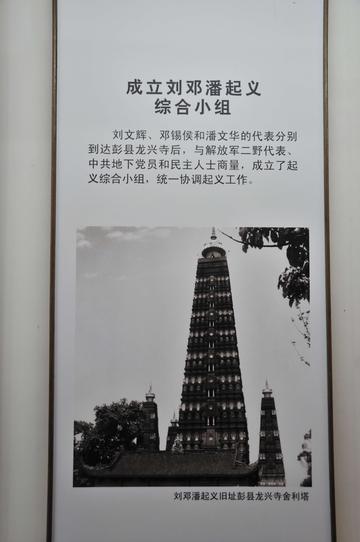 成立刘邓潘起义
综合小组
刘文辉、邓锡侯和潘文华的代表分别
到达彭县龙兴寺后，与解放军二野代表、
中共地下党员和民主人士商量，成立了起
义综合小组，统一协调起义工作。
刘邓潘起义旧址彭县龙兴寺舍利塔